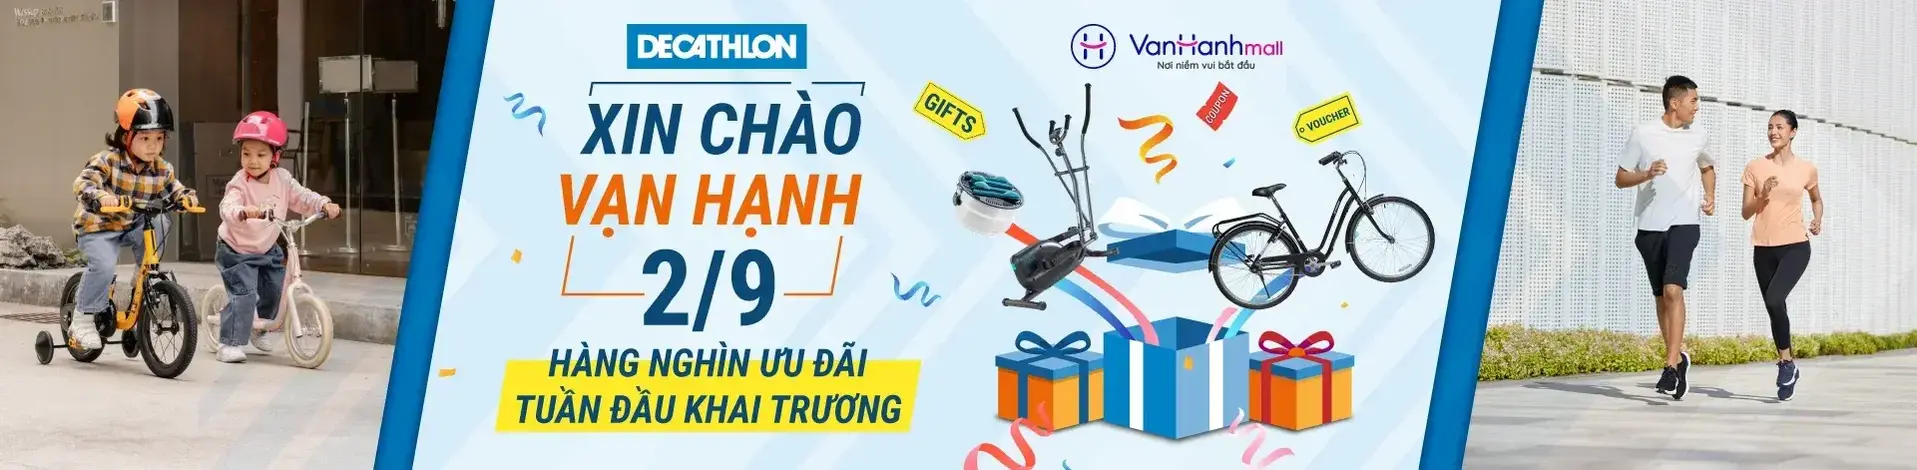 DECATHLON
VanHanhmall
Nơi niềm vui bắt đầu
XIN CHÀO
VẠN HẠNH
2/9
HÀNG NGHÌN ƯU ĐÃI
TUẦN ĐẦU KHAI TRƯƠNG
GIFTS
COUPON
VOUCHER